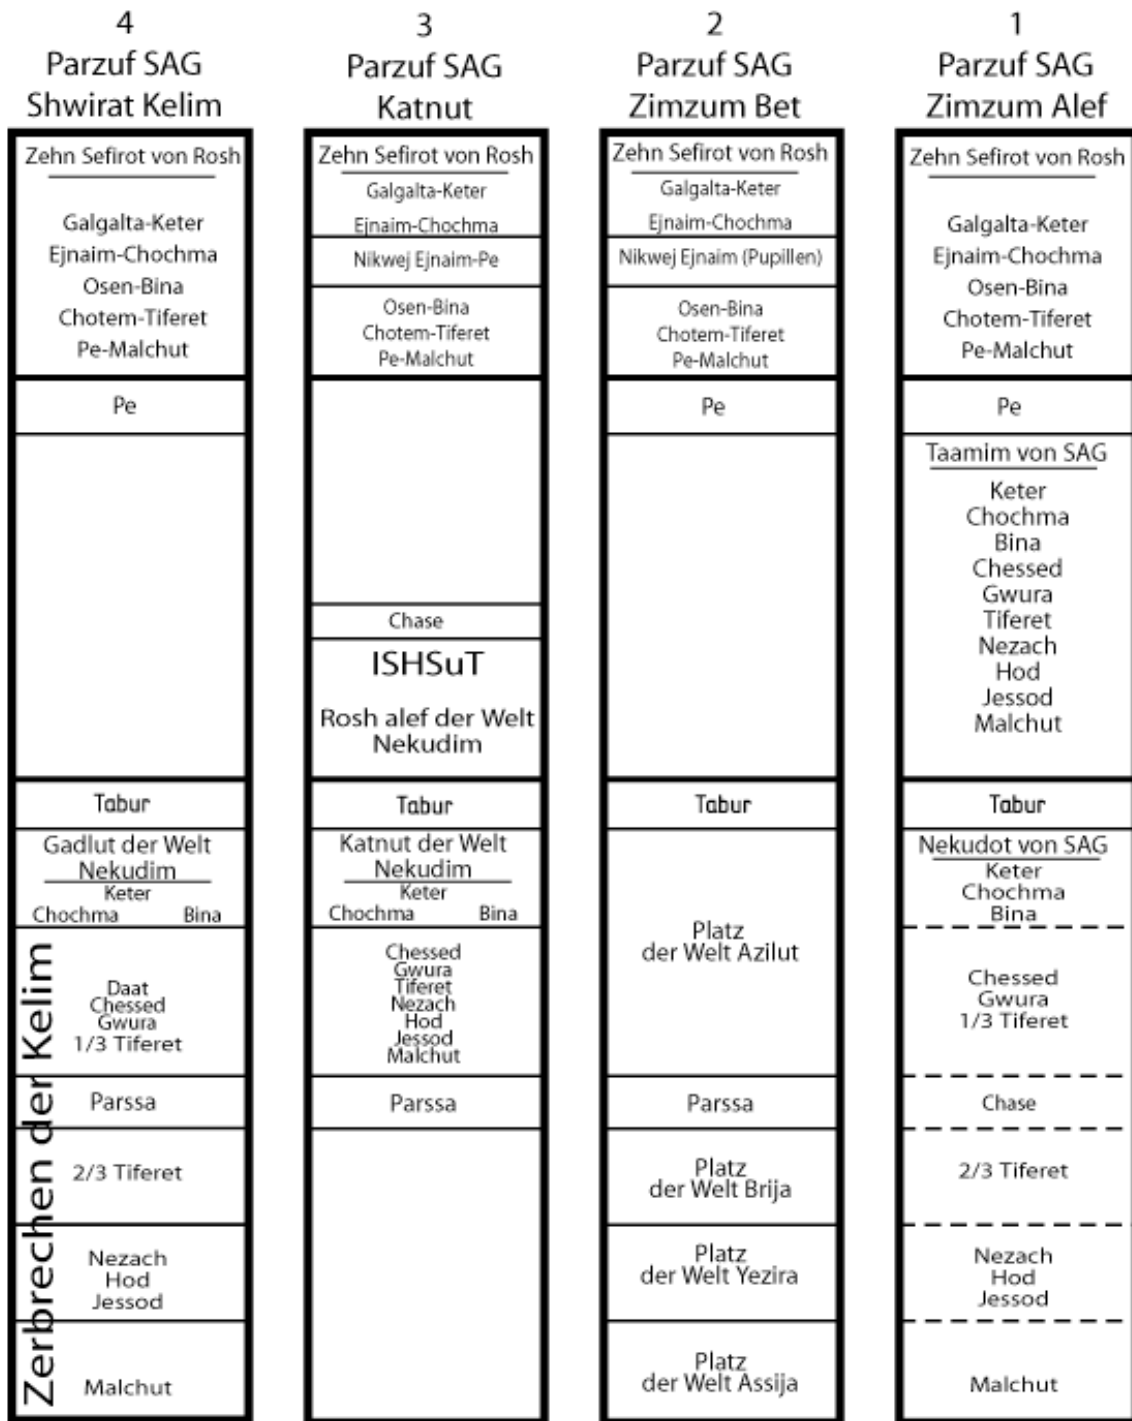 4
Parzuf SAG
Shwirat Kelim
Zehn Sefirot von Rosh
Galgalta-Keter
Ejnaim-Chochma
Osen-Bina
Chotem-Tiferet
Pe-Malchut
Pe
Tabur
Gadlut der Welt
Nekudim
Keter
Chochma Bina
Daat
Chessed
Gwura
1/3 Tiferet
Parssa
2/3 Tiferet
Nezach
Hod
Jessod
Malchut
Zerbrechen der Kelim
3
Parzuf SAG
Katnut
Zehn Sefirot von Rosh
Galgalta-Keter
Ejnaim-Chochma
Nikwej Ejnaim-Pe
Osen-Bina
Chotem-Tiferet
Pe-Malchut
Chase
ISHSuT
Rosh alef der Welt
Nekudim
Tabur
Katnut der Welt
Nekudim
Keter
Chochma Bina
Chessed
Gwura
Tiferet
Nezach
Hod
Jessod
Malchut
Parssa
2
Parzuf SAG
Zimzum Bet
Zehn Sefirot von Rosh
Galgalta-Keter
Ejnaim-Chochma
Nikwej Ejnaim (Pupillen)
Osen-Bina
Chotem-Tiferet
Pe-Malchut
Pe
Tabur
Platz
der Welt Azilut
Parssa
Platz
der Welt Brija
Platz
der Welt Yezira
Platz
der Welt Assija
1
Parzuf SAG
Zimzum Alef
Zehn Sefirot von Rosh
Galgalta-Keter
Ejnaim-Chochma
Osen-Bina
Chotem-Tiferet
Pe-Malchut
Pe
Taamim von SAG
Keter
Chochma
Bina
Chessed
Gwura
Tiferet
Nezach
Hod
Jessod
Malchut
Tabur
Nekudot von SAG
Keter
Chochma
Bina
Chessed
Gwura
1/3 Tiferet
Chase
2/3 Tiferet
Nezach
Hod
Jessod
Malchut